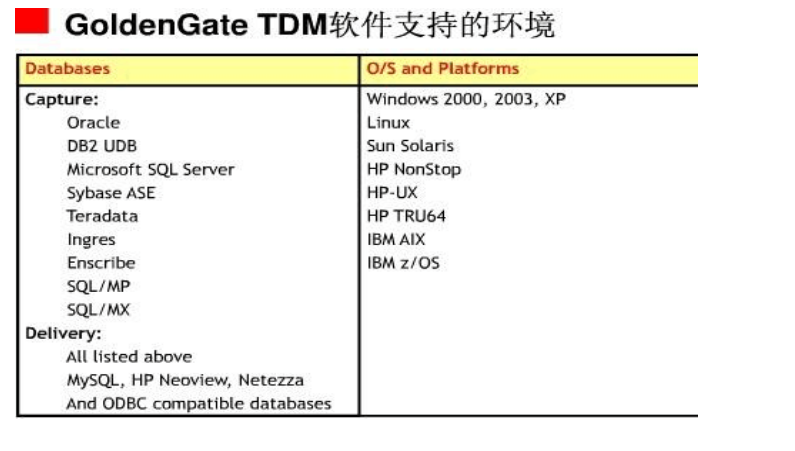 GoldenGate TDM软件支持的环境
Databases
O/S and Platforms
Capture:
Oracle
DB2 UDB
Microsoft SQL Server
Sybase ASE
Teradata
Ingres
Enscribe
SQL/MP
SQL/MX
Delivery:
All listed above
MySQL, HP Neoview, Netezza
And ODBC compatible databases
Windows 2000, 2003, XP
Linux
Sun Solaris
HP NonStop
HP-UX
HP TRU64
IBM AIX
IBM z/OS